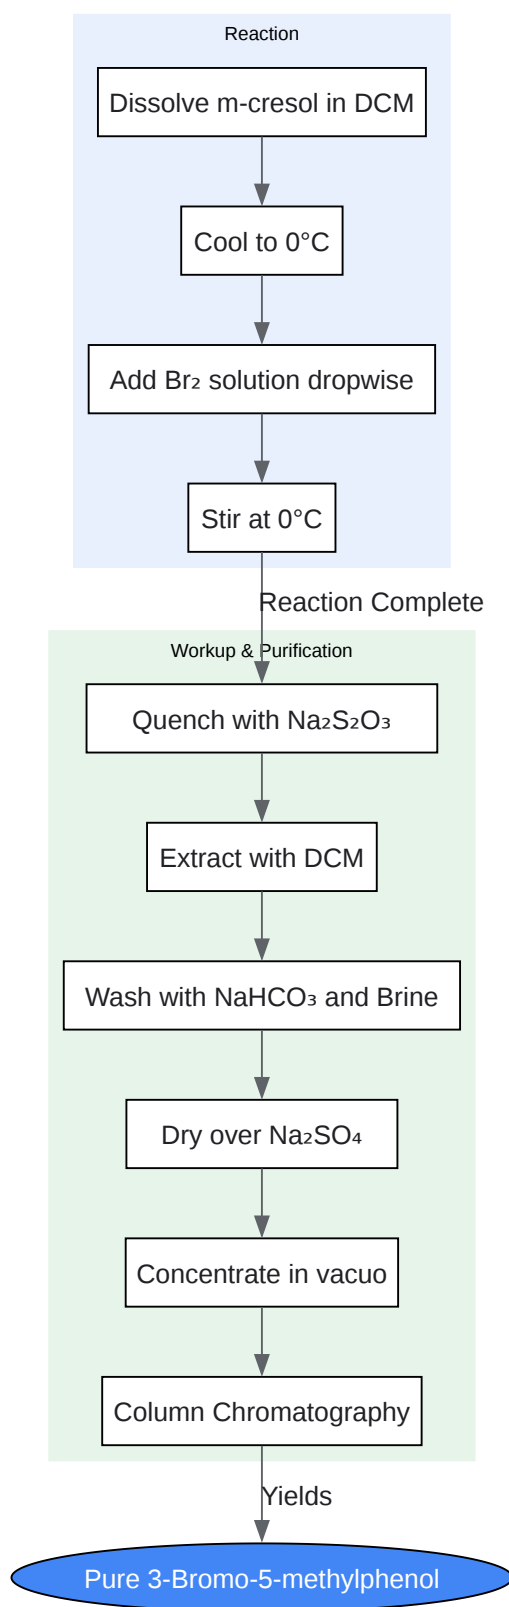 Reaction
Dissolve m-cresol in DCM
Cool to 0°C
Add Br₂ solution dropwise
Stir at 0°C
Reaction Complete
Workup & Purification
Quench with Na₂S₂O₃
Extract with DCM
Wash with NaHCO₃ and Brine
Dry over Na₂SO₄
Concentrate in vacuo
Column Chromatography
Yields
Pure 3-Bromo-5-methylphenol